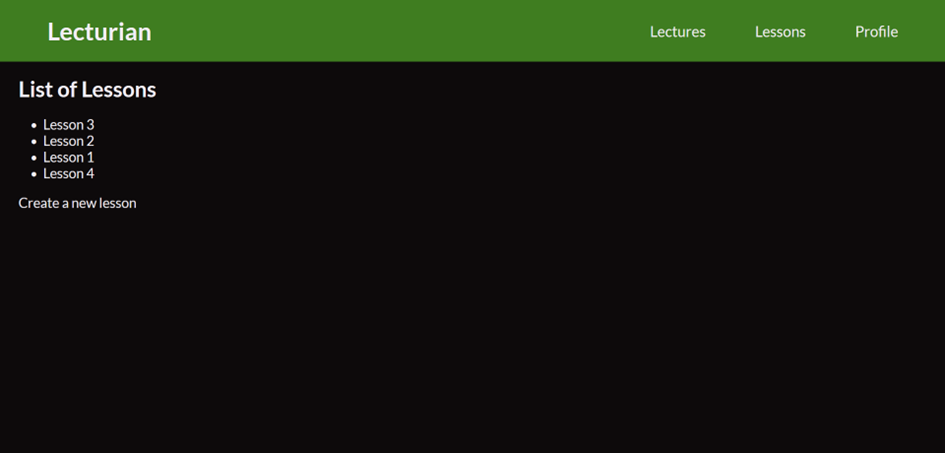 Lecturian
Lectures Lessons Profile
List of Lessons
Lesson 3
Lesson 2
Lesson 1
Lesson 4
Create a new lesson